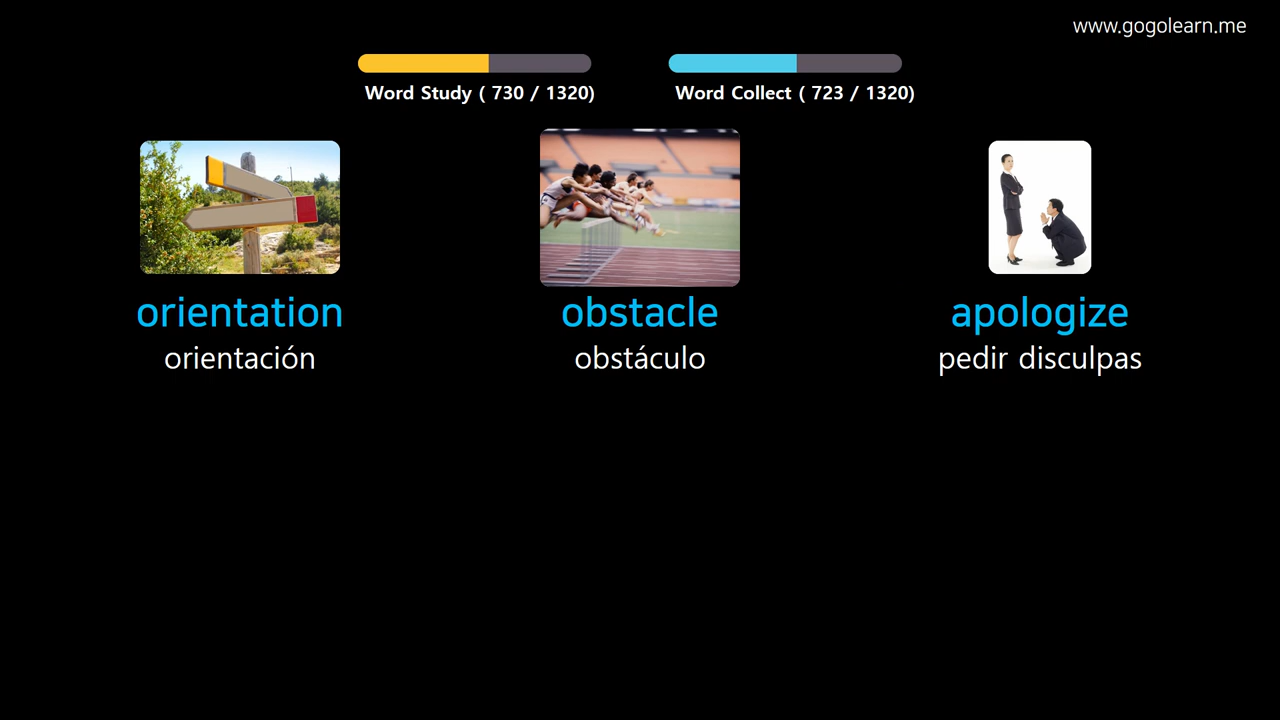 www.gogolearn.me
Word Study ( 730 / 1320)
Word Collect ( 723 / 1320)
orientation
orientación
obstacle
obstáculo
apologize
pedir disculpas